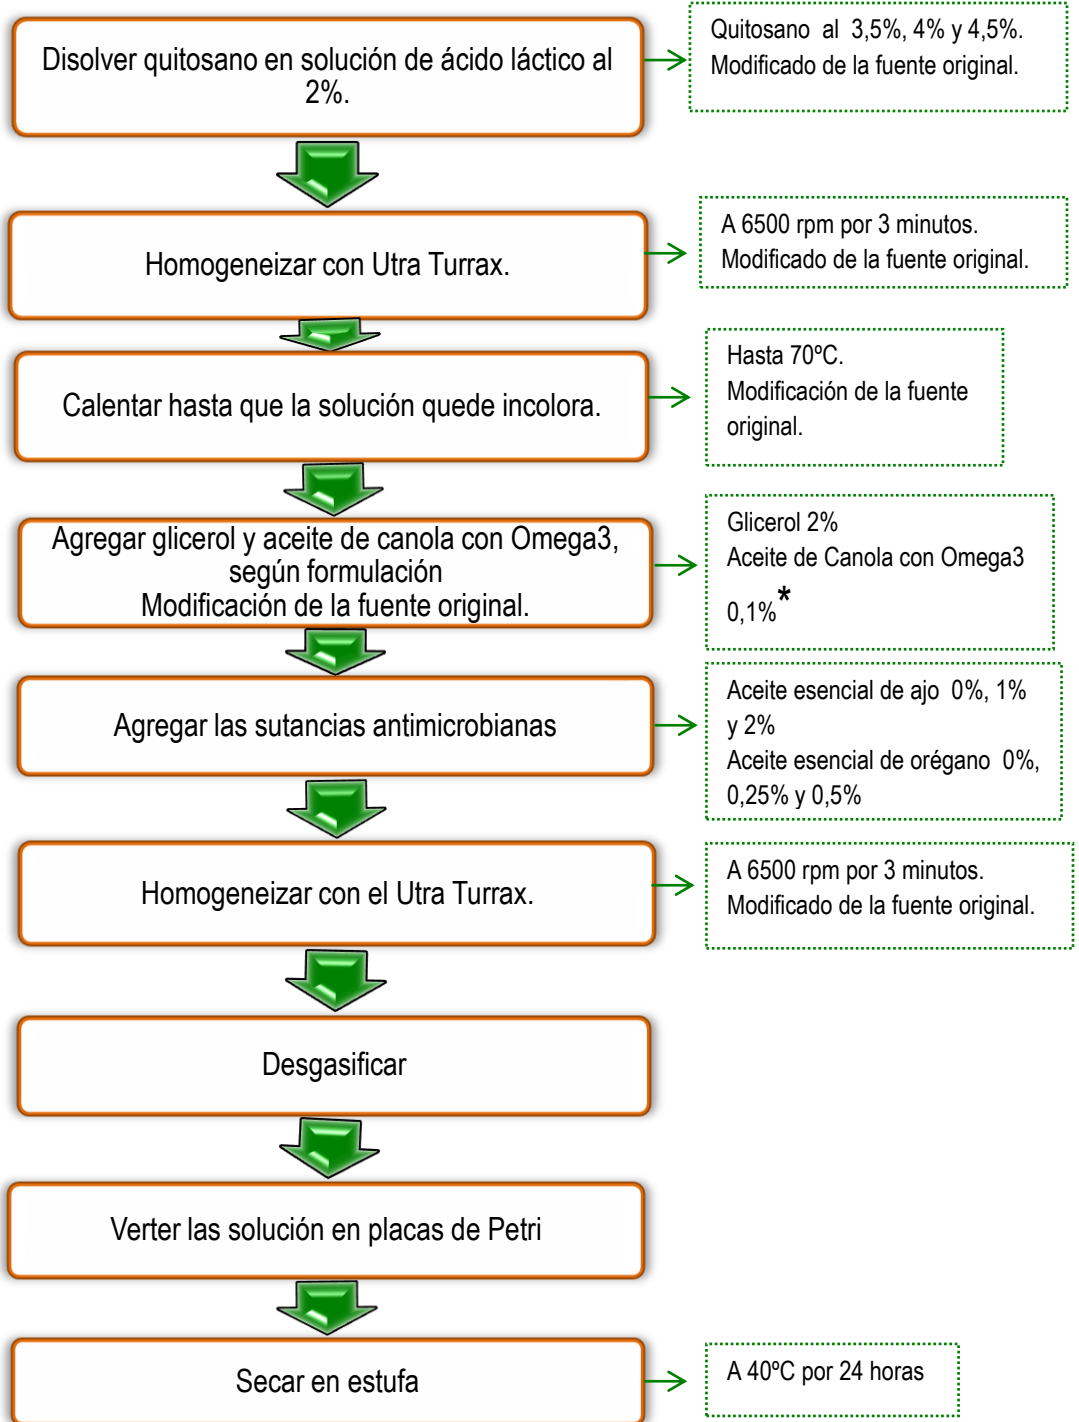 Disolver quitosano en solución de ácido láctico al
2%.
Quitosano al 3,5%, 4% y 4,5%.
Modificado de la fuente original.
Homogeneizar con Utra Turrax.
A 6500 rpm por 3 minutos.
Modificado de la fuente original.
Calentar hasta que la solución quede incolora.
Hasta 70ºC.
Modificación de la fuente
original.
Agregar glicerol y aceite de canola con Omega3,
según formulación
Modificación de la fuente original.
Glicerol 2%
Aceite de Canola con Omega3
0,1%*
Agregar las sutancias antimicrobianas
Aceite esencial de ajo 0%, 1%
y 2%
Aceite esencial de orégano 0%,
0,25% y 0,5%
Homogeneizar con el Utra Turrax.
A 6500 rpm por 3 minutos.
Modificado de la fuente original.
Desgasificar
Verter las solución en placas de Petri
Secar en estufa
A 40ºC por 24 horas